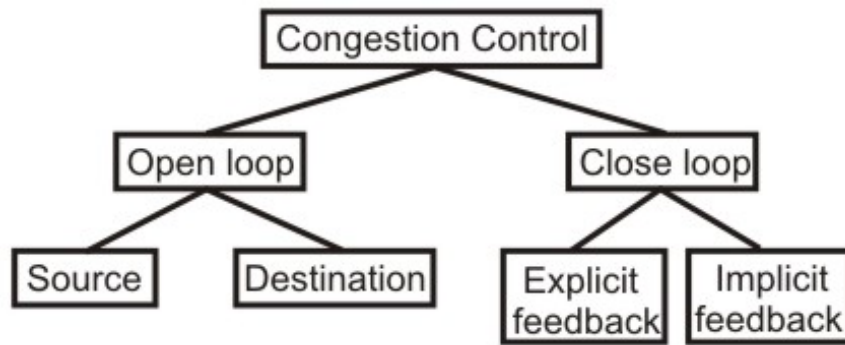 Congestion Control
Open loop
Close loop
Source
Destination
Explicit
feedback
Implicit
feedback